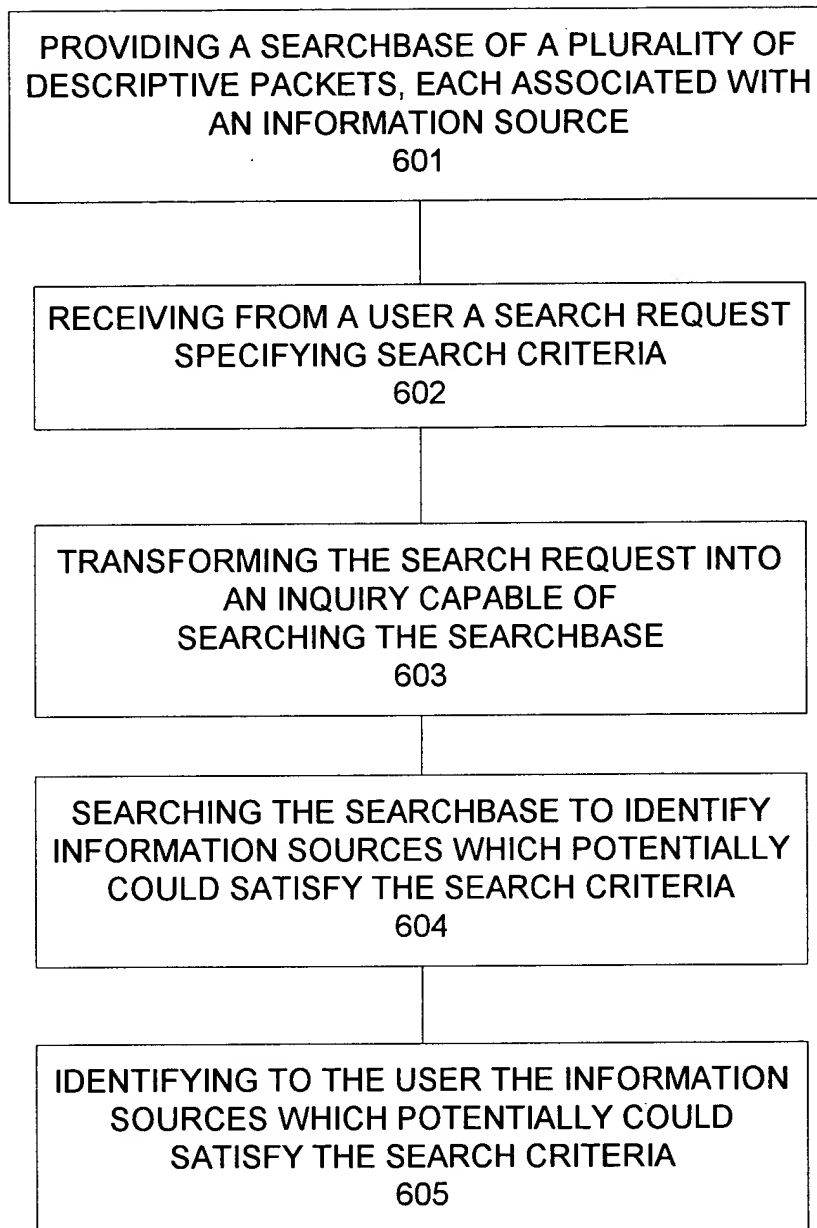 PROVIDING A SEARCHBASE OF A PLURALITY OF
DESCRIPTIVE PACKETS, EACH ASSOCIATED WITH
AN INFORMATION SOURCE
601
RECEIVING FROM A USER A SEARCH REQUEST
SPECIFYING SEARCH CRITERIA
602
TRANSFORMING THE SEARCH REQUEST INTO
AN INQUIRY CAPABLE OF
SEARCHING THE SEARCHBASE
603
SEARCHING THE SEARCHBASE TO IDENTIFY
INFORMATION SOURCES WHICH POTENTIALLY
COULD SATISFY THE SEARCH CRITERIA
604
IDENTIFYING TO THE USER THE INFORMATION
SOURCES WHICH POTENTIALLY COULD
SATISFY THE SEARCH CRITERIA
605